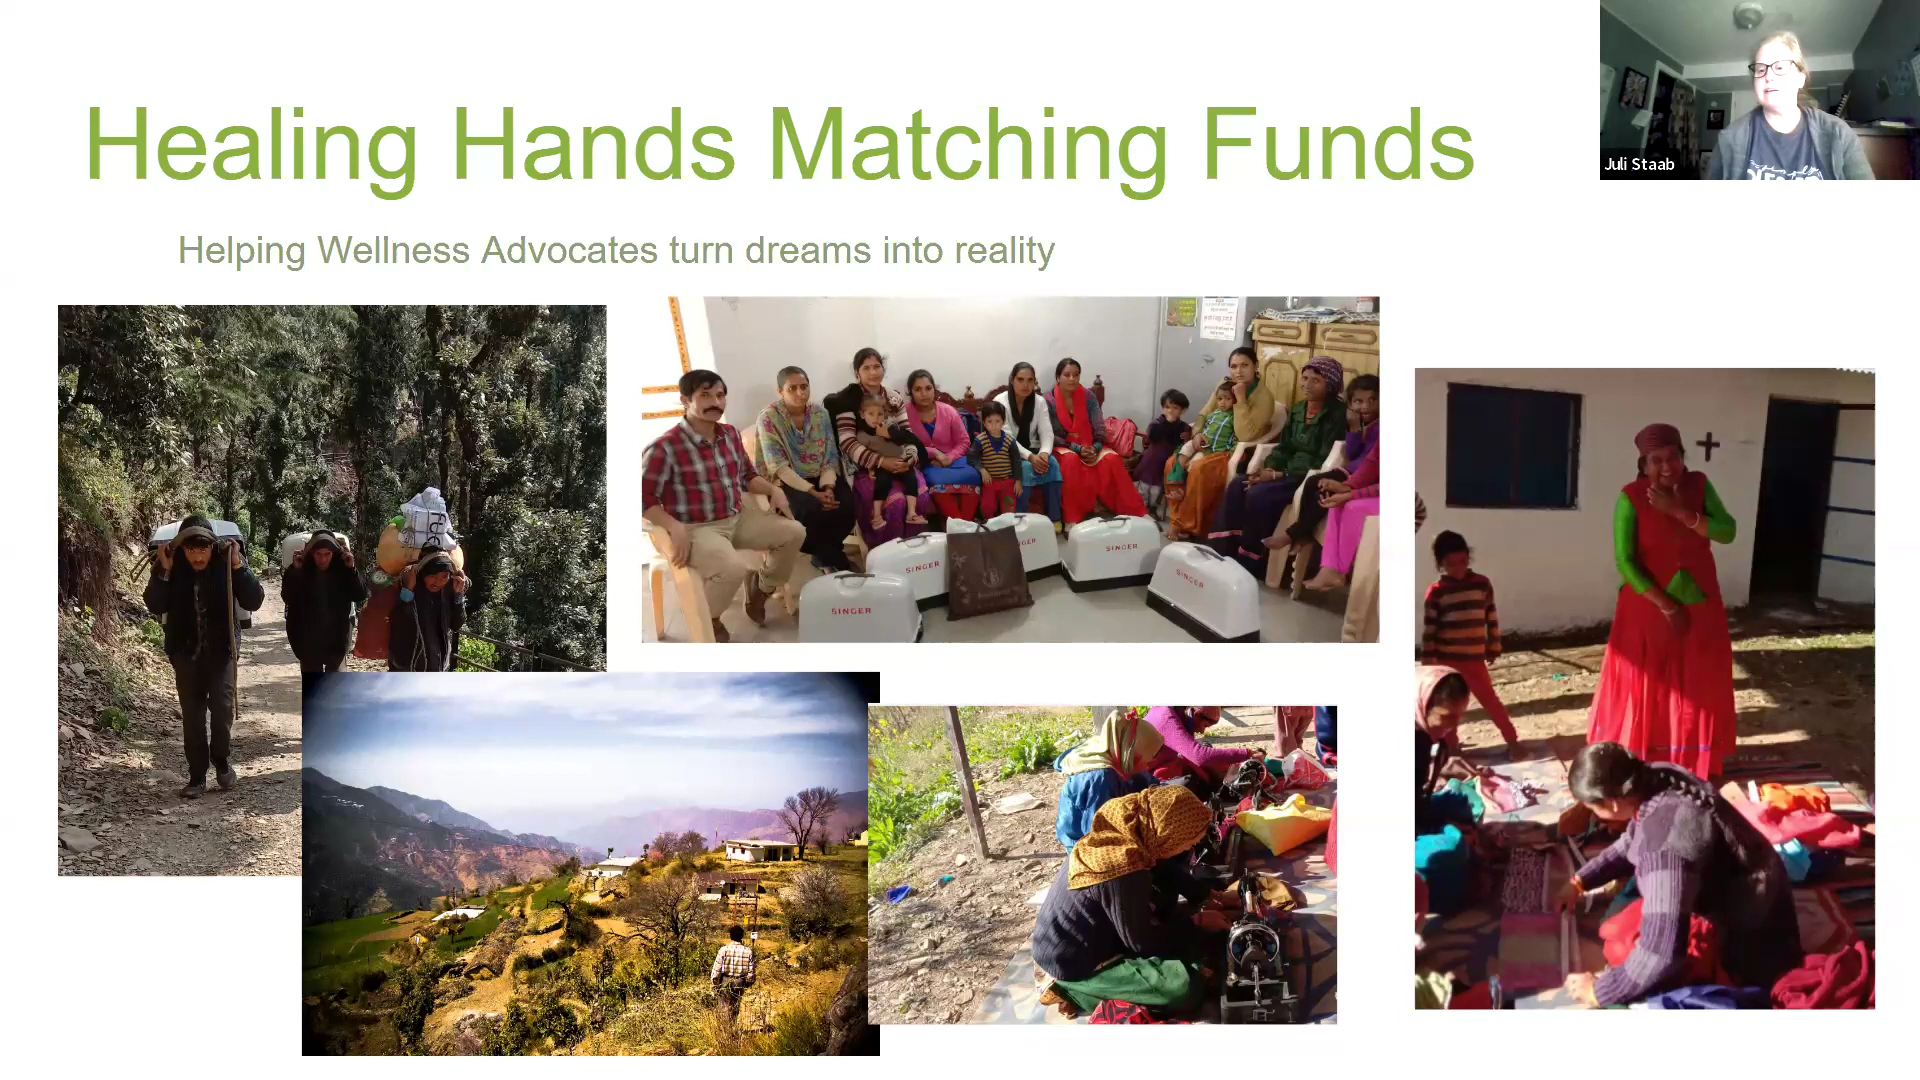 Healing Hands Matching Funds
Juli Staab
Helping Wellness Advocates turn dreams into reality
SINGER
SINGER
SINGER
SINGER
SINGER